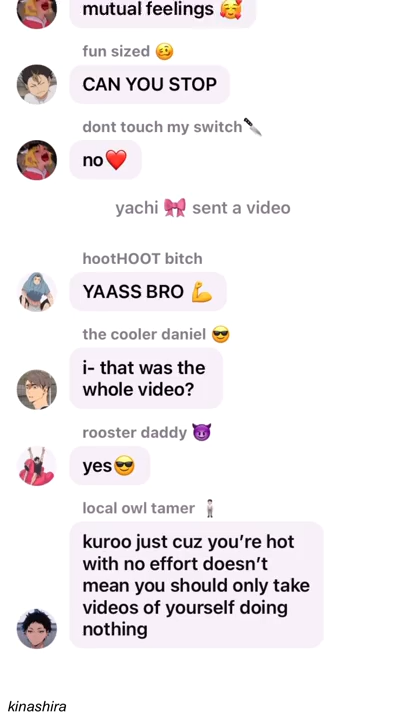 mutual feelings 🥰
fun sized 🥴
CAN YOU STOP
dont touch my switch🔪
no❤️
yachi 🎀 sent a video
hootHOOT bitch
YAASS BRO 💪
the cooler daniel 😎
i- that was the
whole video?
rooster daddy 😈
yes😎
local owl tamer 🧍🏻‍♂️
kuroo just cuz you’re hot
with no effort doesn’t
mean you should only take
videos of yourself doing
nothing
kinashira